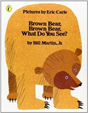 Pictures by Eric Carle
Brown Bear,
Brown Bear,
What Do You See?
by Bill Martin, Jr